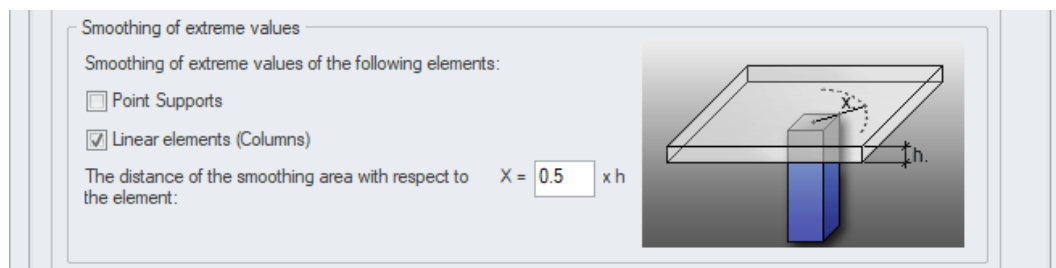 Smoothing of extreme values
Smoothing of extreme values of the following elements:
Point Supports
Linear elements (Columns)
The distance of the smoothing area with respect to X = 0.5 x h
the element:
x.
h.